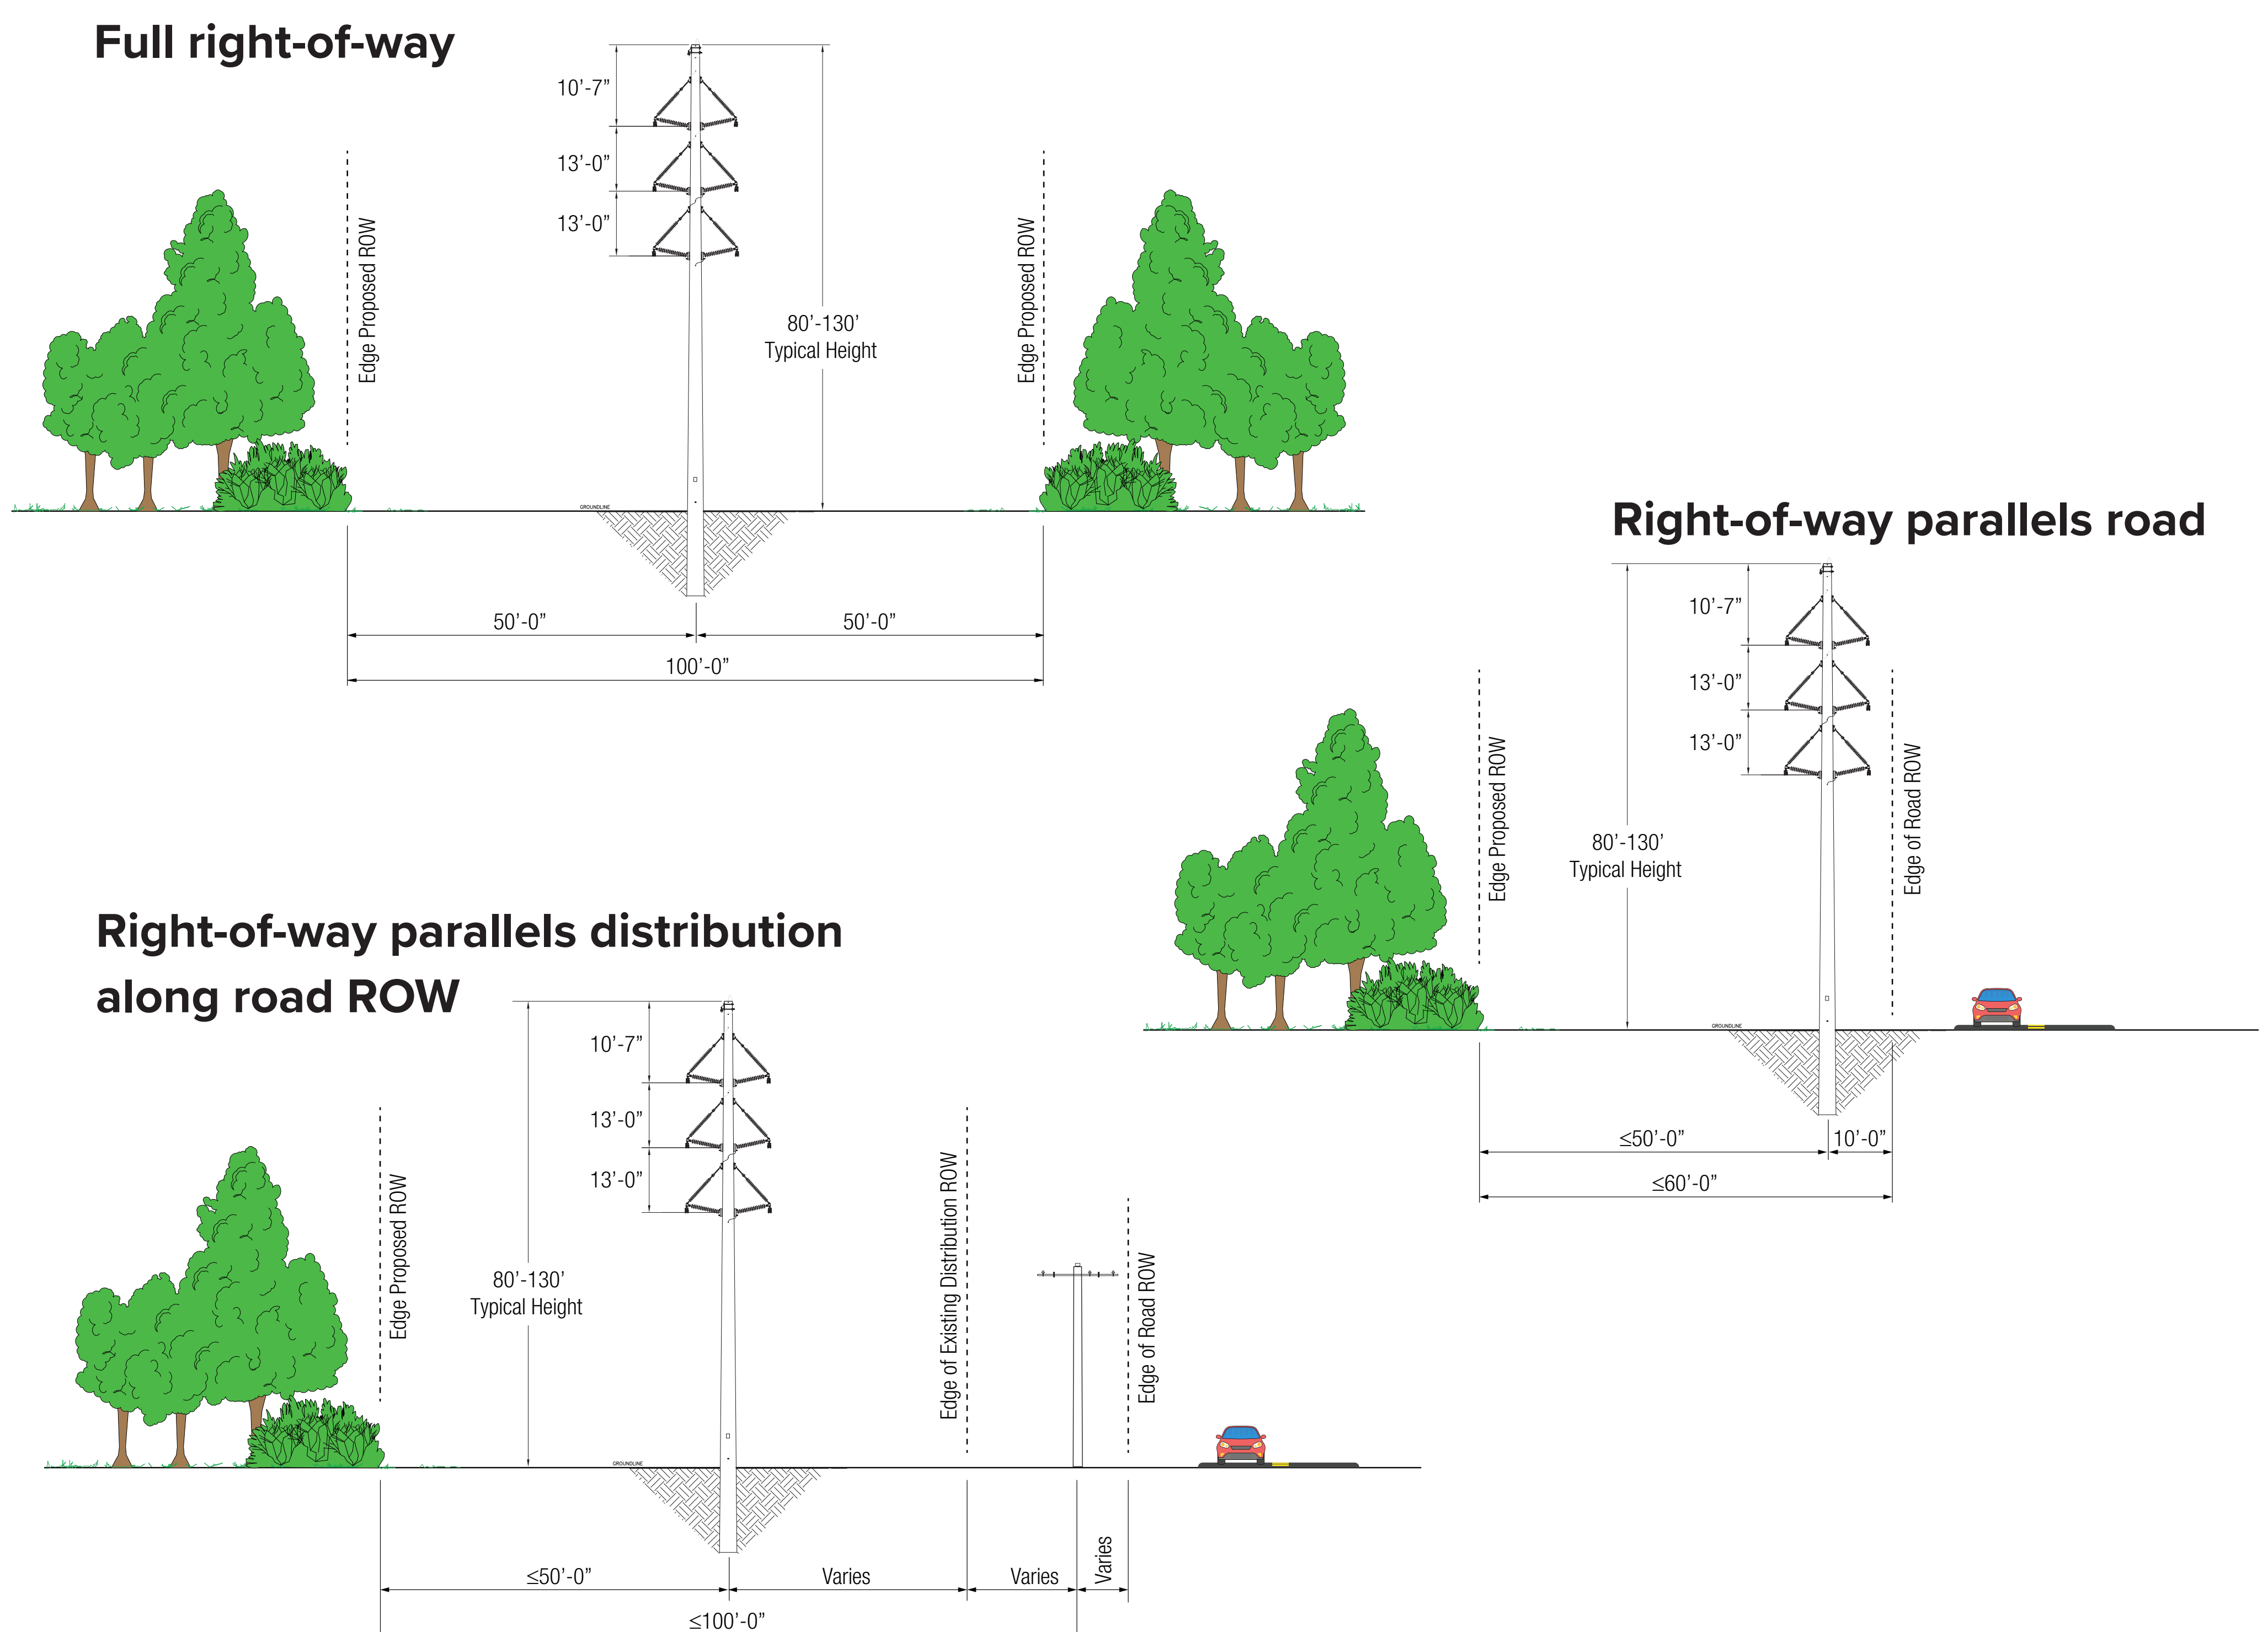 Full right-of-way
10’-7”
13’-0”
13’-0”
Edge Proposed ROW
80’-130’
Typical Height
Edge Proposed ROW
GROUNDLINE
50’-0”
50’-0”
100’-0”
Right-of-way parallels road
10’-7”
13’-0”
13’-0”
Edge Proposed ROW
80’-130’
Typical Height
Edge of Road ROW
GROUNDLINE
≤50’-0”
10’-0”
≤60’-0”
Right-of-way parallels distribution
along road ROW
10’-7”
13’-0”
13’-0”
Edge Proposed ROW
80’-130’
Typical Height
Edge of Existing Distribution ROW
Edge of Road ROW
GROUNDLINE
≤50’-0”
Varies
Varies
Varies
≤100’-0”